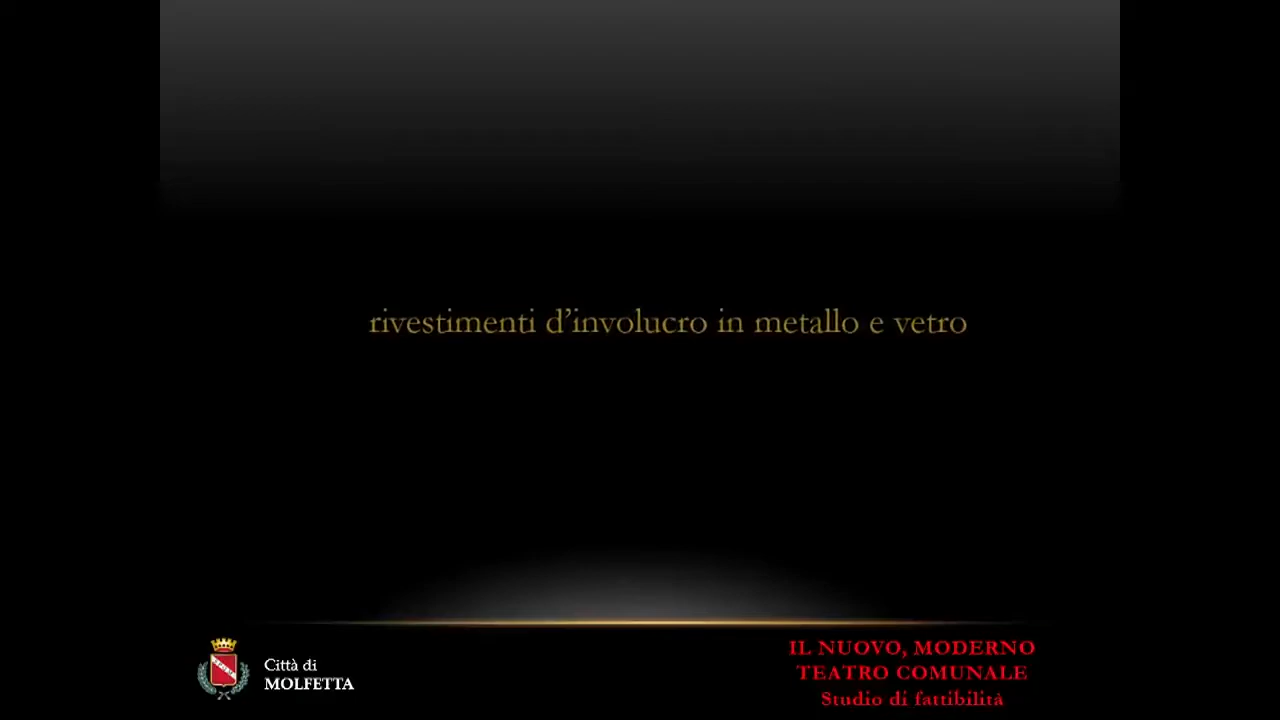 rivestimenti d'involucro in metallo e vetro
Città di
MOLFETTA
IL NUOVO, MODERNO
TEATRO COMUNALE
Studio di fattibilità